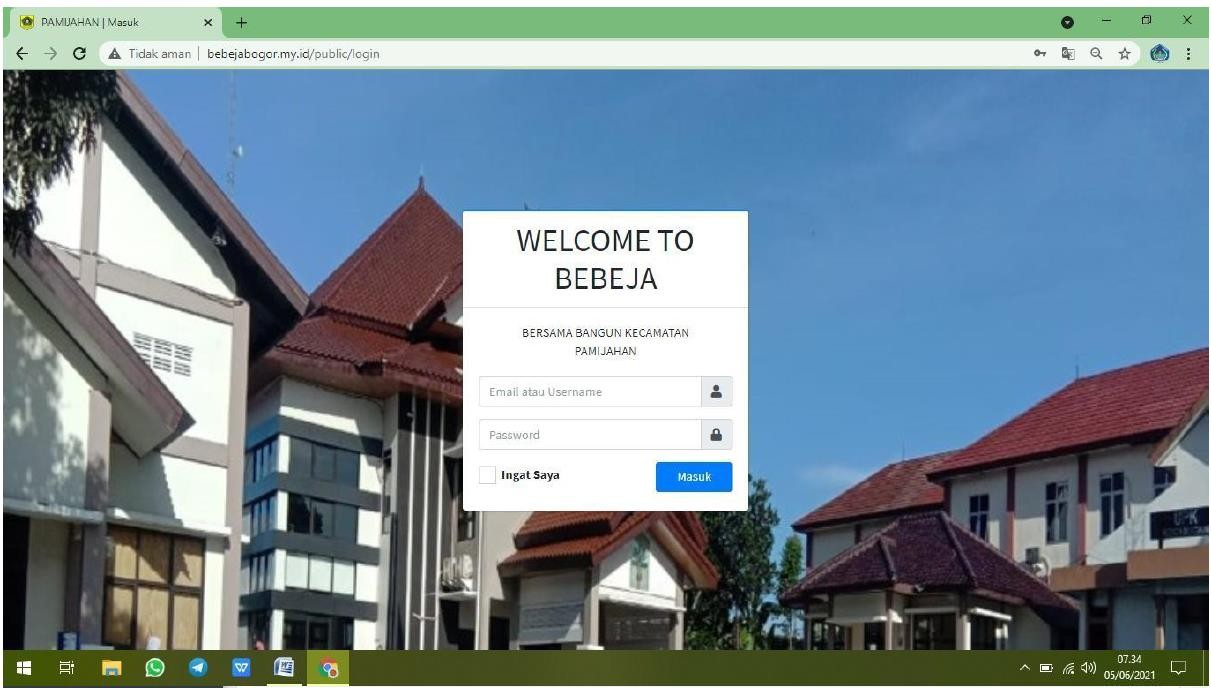 PAMIJAHAN | Masuk
Tidak aman | bebejabogor.my.id/public/login
WELCOME TO
BEBEJA
BERSAMA BANGUN KECAMATAN
PAMIJAHAN
Email atau Username
Password
Ingat Saya
Masuk
UPK
07.34
05/06/2021